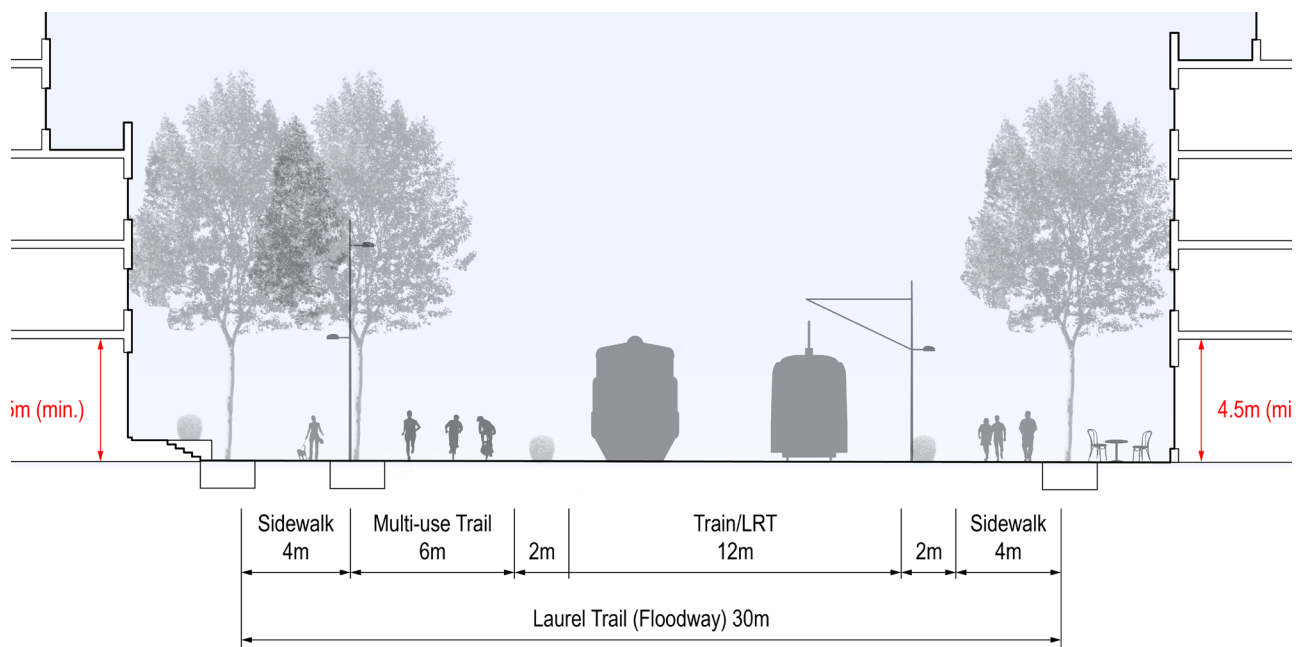 5m (min.)
4.5m (mi
Sidewalk
4m
Multi-use Trail
6m
2m
Train/LRT
12m
2m
Sidewalk
4m
Laurel Trail (Floodway) 30m